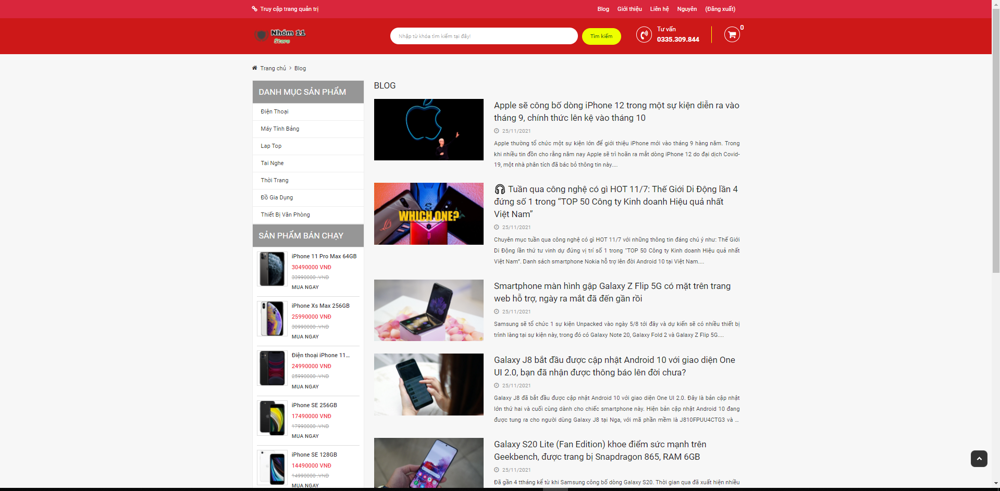 Truy cập trang quản trị
Blog Giới thiệu Liên hệ Nguyên (Đăng xuất)
Nhóm 11
Store
Nhập từ khóa tìm kiếm tại đây!
Tìm kiếm
Tư vấn
0335.309.844
0
Trang chủ > Blog
DANH MỤC SẢN PHẨM
Điện Thoại
Máy Tính Bảng
Lap Top
Tai Nghe
Thời Trang
Đồ Gia Dụng
Thiết Bị Văn Phòng
SẢN PHẨM BÁN CHẠY
iPhone 11 Pro Max 64GB
30490000 VNĐ
33990000 .VNĐ
MUA NGAY
iPhone Xs Max 256GB
25990000 VNĐ
30990000 .VNĐ
MUA NGAY
Điện thoại iPhone 11...
24990000 VNĐ
25990000 .VNĐ
MUA NGAY
iPhone SE 256GB
17490000 VNĐ
17990000 .VNĐ
MUA NGAY
iPhone SE 128GB
14490000 VNĐ
14990000 .VNĐ
MUA NGAY
BLOG
Apple sẽ công bố dòng iPhone 12 trong một sự kiện diễn ra vào
tháng 9, chính thức lên kệ vào tháng 10
25/11/2021
Apple thường tổ chức một sự kiện lớn để giới thiệu iPhone mới vào tháng 9 hàng năm. Trong
khi nhiều tin đồn cho rằng năm nay Apple sẽ trì hoãn ra mắt dòng iPhone 12 do đại dịch Covid-
19, một nhà phân tích đã bác bỏ thông tin này....
WHICH ONE?
🎧 Tuần qua công nghệ có gì HOT 11/7: Thế Giới Di Động lần 4
đứng số 1 trong “TOP 50 Công ty Kinh doanh Hiệu quả nhất
Việt Nam”
25/11/2021
Chuyên mục tuần qua công nghệ có gì HOT 11/7 với những thông tin đáng chú ý như: Thế Giới
Di Động lần thứ tư vinh dự đứng vị trí số 1 trong “TOP 50 Công ty Kinh doanh Hiệu quả nhất
Việt Nam”. Danh sách smartphone Nokia hỗ trợ lên đời Android 10 tại Việt Nam....
Smartphone màn hình gập Galaxy Z Flip 5G có mặt trên trang
web hỗ trợ, ngày ra mắt đã đến gần rồi
25/11/2021
Samsung sẽ tổ chức 1 sự kiện Unpacked vào ngày 5/8 tới đây và dự kiến sẽ có nhiều thiết bị
trình làng tại sự kiện này, trong đó có Galaxy Note 20, Galaxy Fold 2 và Galaxy Z Flip 5G....
Galaxy J8 bắt đầu được cập nhật Android 10 với giao diện One
UI 2.0, bạn đã nhận được thông báo lên đời chưa?
25/11/2021
Galaxy J8 đã bắt đầu được cập nhật Android 10 với giao diện One UI 2.0. Đây là bản cập nhật
lớn thứ hai và cuối cùng dành cho chiếc smartphone này. Hiện bản cập nhật Android 10 đang
được tung ra cho người dùng Galaxy J8 tại Nga, với mã phần mềm là J810FPUU4CTG3 và ...
Galaxy S20 Lite (Fan Edition) khoe điểm sức mạnh trên
Geekbench, được trang bị Snapdragon 865, RAM 6GB
25/11/2021
Đã gần 4 ttháng kể từ khi Samsung công bố dòng Galaxy S20. Thời gian qua đã xuất hiện nhiều